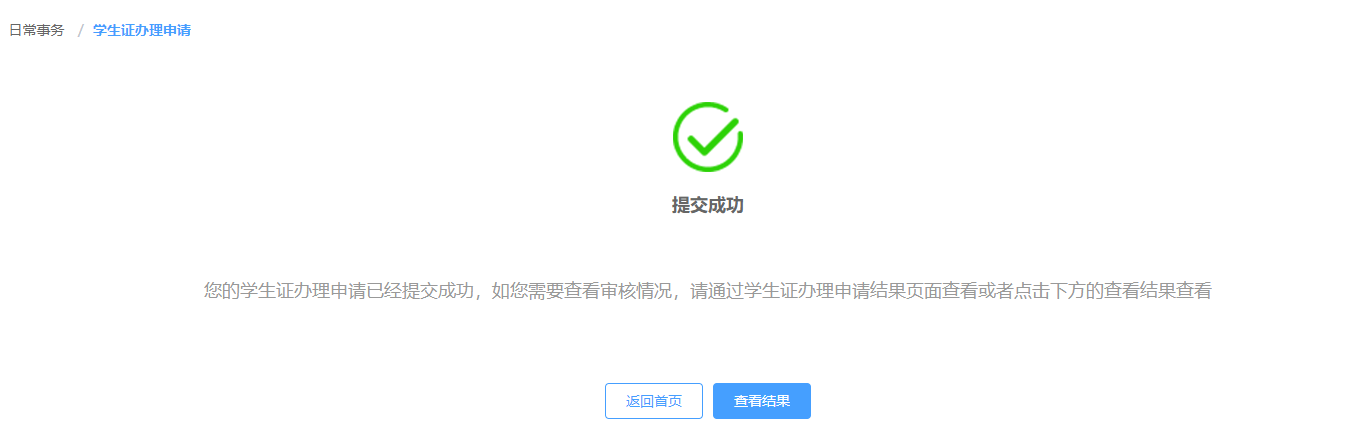 日常事务 / 学生证办理申请
提交成功
您的学生证办理申请已经提交成功，如您需要查看审核情况，请通过学生证办理申请结果页面查看或者点击下方的查看结果查看
返回首页 查看结果